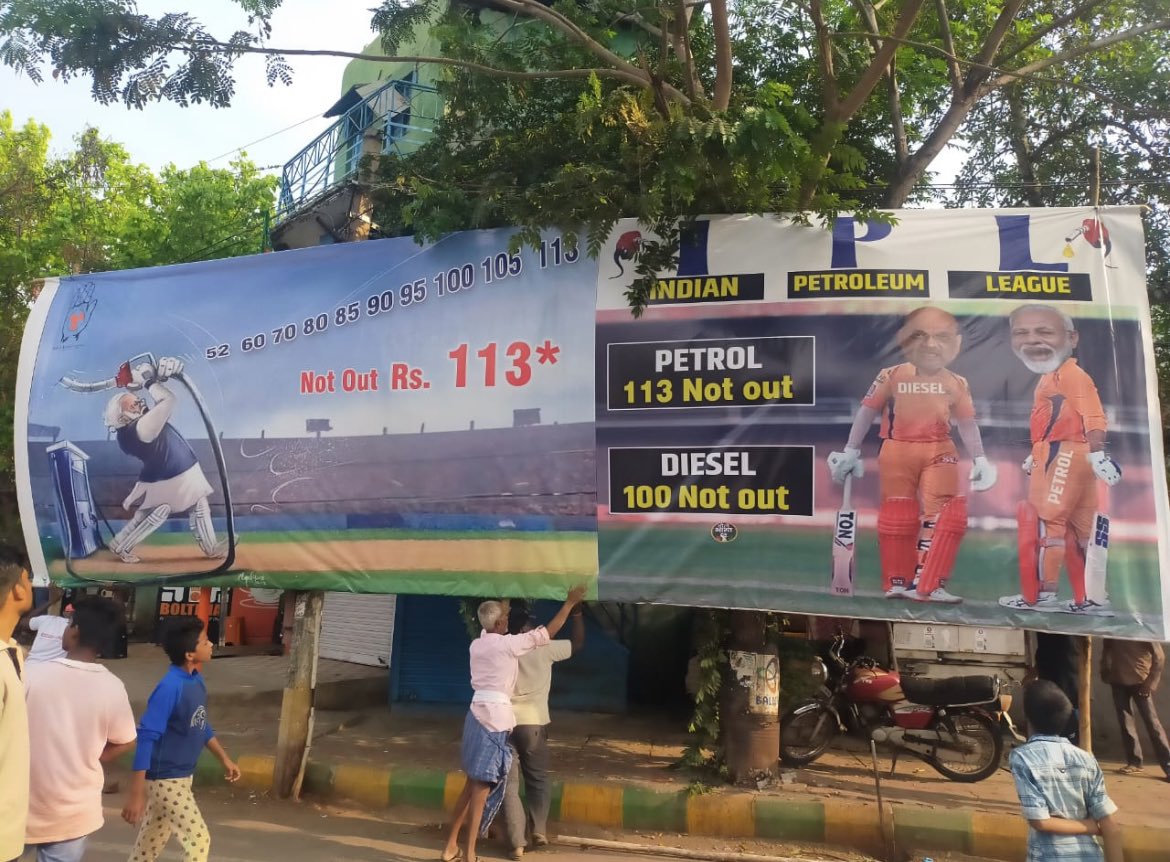 52 60 70 80 85 90 95 100 105 113
Not Out Rs. 113*
I P L
INDIAN PETROLEUM LEAGUE
PETROL
113 Not out
DIESEL
100 Not out
DIESEL
PETROL
TON
TON
SS